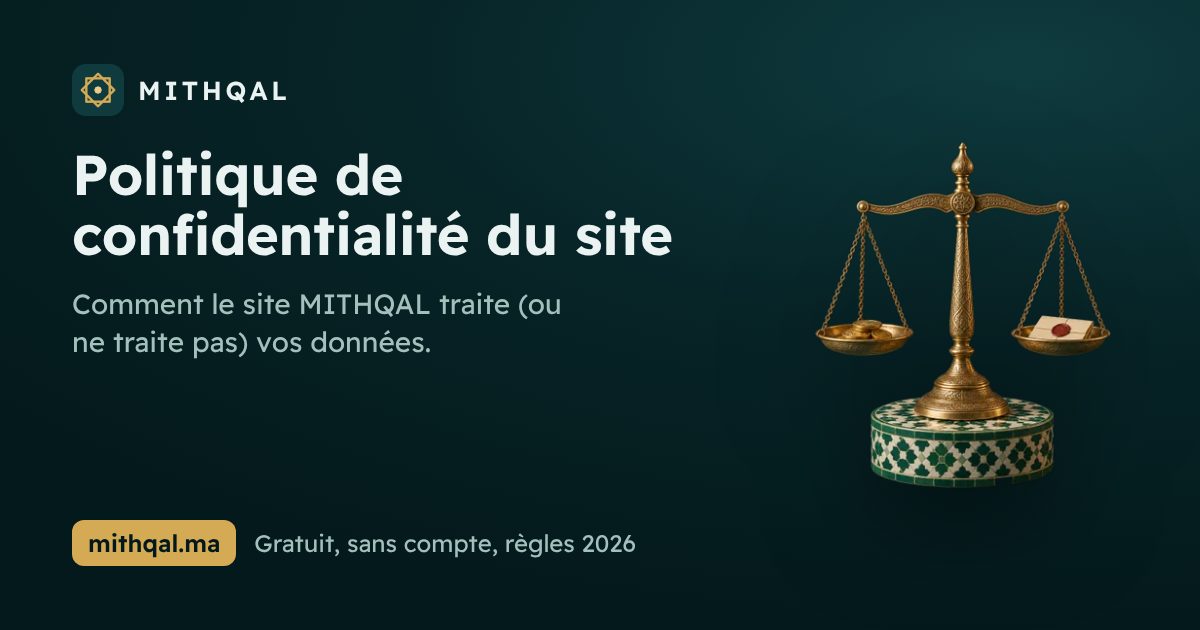 MITHQAL
Politique de
confidentialité du site
Comment le site MITHQAL traite (ou
ne traite pas) vos données.
mithqal.ma
Gratuit, sans compte, règles 2026